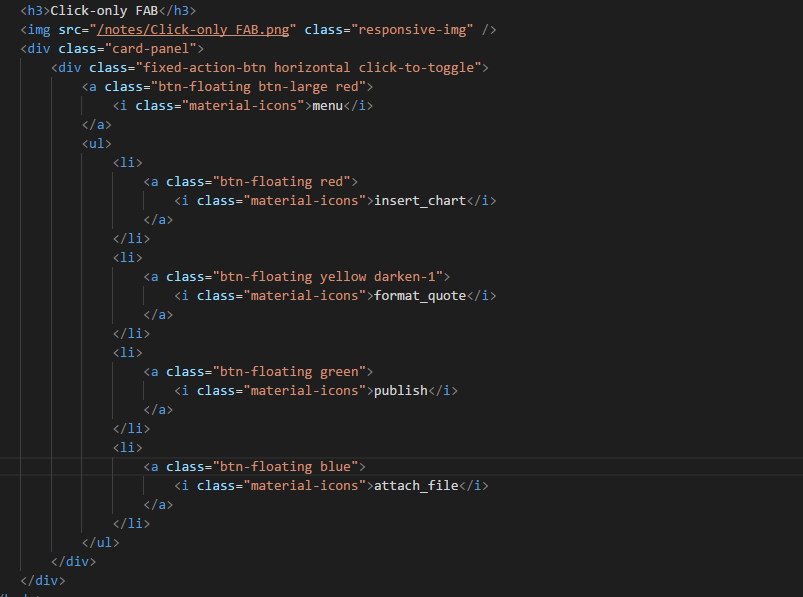 <h3>Click-only FAB</h3>
<img src="/notes/Click-only FAB.png" class="responsive-img" />
<div class="card-panel">
<div class="fixed-action-btn horizontal click-to-toggle">
<a class="btn-floating btn-large red">
<i class="material-icons">menu</i>
</a>
<ul>
<li>
<a class="btn-floating red">
<i class="material-icons">insert_chart</i>
</a>
</li>
<li>
<a class="btn-floating yellow darken-1">
<i class="material-icons">format_quote</i>
</a>
</li>
<li>
<a class="btn-floating green">
<i class="material-icons">publish</i>
</a>
</li>
<li>
<a class="btn-floating blue">
<i class="material-icons">attach_file</i>
</a>
</li>
</ul>
</div>
</div>